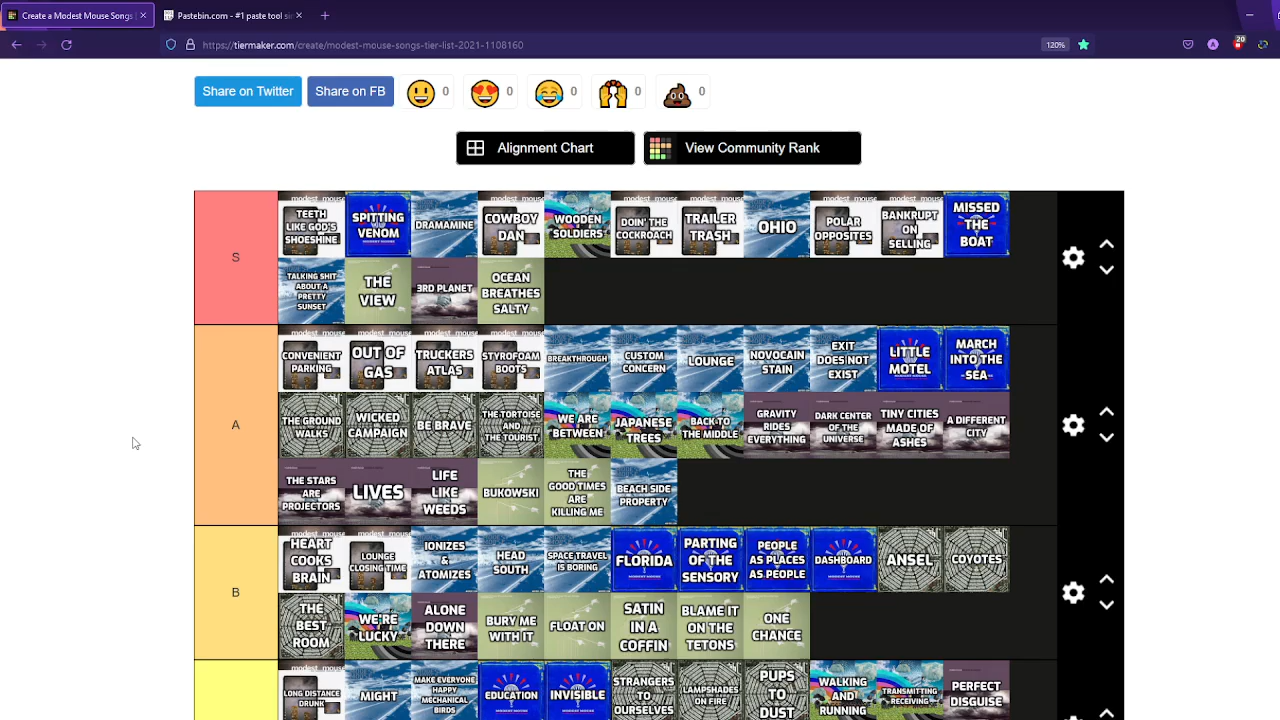 Create a Modest Mouse Songs
Pastebin.com - #1 paste tool si
https://tiermaker.com/create/modest-mouse-songs-tier-list-2021-1108160
120%
A
20
Share on Twitter
Share on FB
0
0
0
0
0
Alignment Chart
View Community Rank
S
TEETH
LIKE GOD'S
SHOESHINE
SPITTING
VENOM
DRAMAMINE
COWBOY
DAN
WOODEN
SOLDIERS
DOIN' THE
COCKROACH
TRAILER
TRASH
OHIO
POLAR
OPPOSITES
BANKRUPT
ON
SELLING
MISSED
THE
BOAT
TALKING SHIT
ABOUT A
PRETTY
SUNSET
THE
VIEW
3RD PLANET
OCEAN
BREATHES
SALTY
A
CONVENIENT
PARKING
OUT OF
GAS
TRUCKERS
ATLAS
STYROFOAM
BOOTS
BREAKTHROUGH
CUSTOM
CONCERN
LOUNGE
NOVOCAIN
STAIN
EXIT
DOES NOT
EXIST
LITTLE
MOTEL
MARCH
INTO THE
-SEA-
THE GROUND
WALKS
WICKED
CAMPAIGN
BE BRAVE
THE TORTOISE
AND
THE TOURIST
WE ARE
BETWEEN
JAPANESE
TREES
BACK TO
THE MIDDLE
GRAVITY
RIDES
EVERYTHING
DARK CENTER
OF THE
UNIVERSE
TINY CITIES
MADE OF
ASHES
A DIFFERENT
CITY
THE STARS
ARE
PROJECTORS
LIVES
LIFE
LIKE
WEEDS
BUKOWSKI
THE
GOOD TIMES
ARE
KILLING ME
BEACH SIDE
PROPERTY
B
HEART
COOKS
BRAIN
LOUNGE
CLOSING TIME
IONIZES
&
ATOMIZES
HEAD
SOUTH
SPACE TRAVEL
IS BORING
FLORIDA
PARTING
OF THE
SENSORY
PEOPLE
AS PLACES
AS PEOPLE
DASHBOARD
ANSEL
COYOTES
THE
BEST
ROOM
WE'RE
LUCKY
ALONE
DOWN
THERE
BURY ME
WITH IT
FLOAT ON
SATIN
IN A
COFFIN
BLAME IT
ON THE
TETONS
ONE
CHANCE
LONG DISTANCE
DRUNK
MIGHT
MAKE EVERYONE
HAPPY
MECHANICAL
BIRDS
EDUCATION
INVISIBLE
STRANGERS
TO
OURSELVES
LAMPSHADES
ON FIRE
PUPS
TO
DUST
WALKING
AND
RUNNING
TRANSMITTING
RECEIVING
PERFECT
DISGUISE